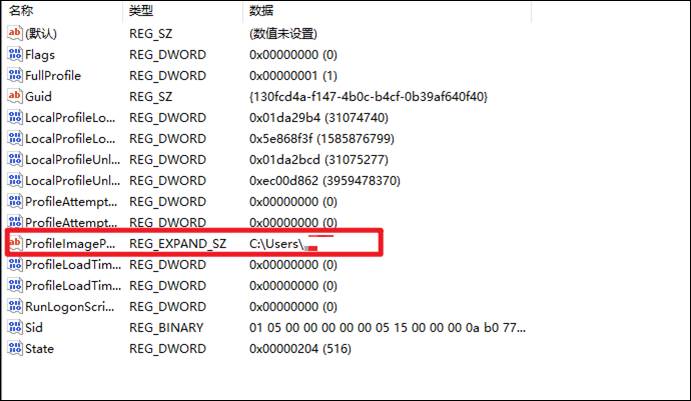 名称 类型 数据
(默认) REG_SZ (数值未设置)
Flags REG_DWORD 0x00000000 (0)
FullProfile REG_DWORD 0x00000001 (1)
Guid REG_SZ {130fcd4a-f147-4b0c-b4cf-0b39af640f40}
LocalProfileLo... REG_DWORD 0x01da29b4 (31074740)
LocalProfileLo... REG_DWORD 0x5e868f3f (1585876799)
LocalProfileUnl... REG_DWORD 0x01da2bcd (31075277)
LocalProfileUnl... REG_DWORD 0xec00d862 (3959478370)
ProfileAttempt... REG_DWORD 0x00000000 (0)
ProfileAttempt... REG_DWORD 0x00000000 (0)
ProfileImageP... REG_EXPAND_SZ C:\Users\
ProfileLoadTim... REG_DWORD 0x00000000 (0)
ProfileLoadTim... REG_DWORD 0x00000000 (0)
RunLogonScri... REG_DWORD 0x00000000 (0)
Sid REG_BINARY 01 05 00 00 00 00 00 05 15 00 00 00 0a b0 77...
State REG_DWORD 0x00000204 (516)